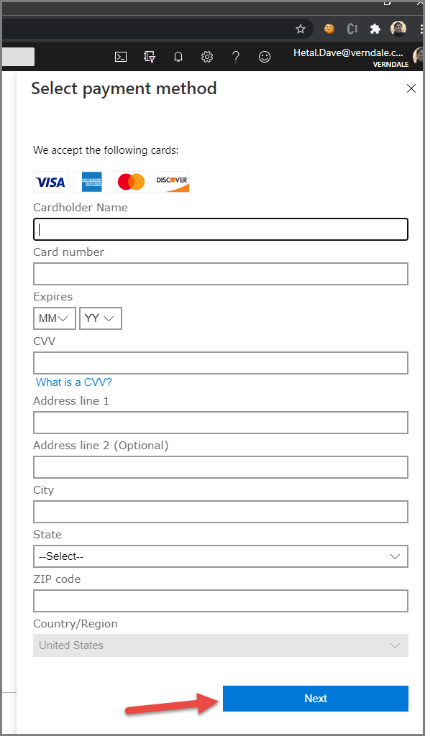 Hetal.Dave@verndale.c...
VERNDALE
Select payment method
We accept the following cards:
VISA AMERICAN EXPRESS DISCOVER
Cardholder Name
Card number
Expires
MM YY
CVV
What is a CVV?
Address line 1
Address line 2 (Optional)
City
State
--Select--
ZIP code
Country/Region
United States
Next